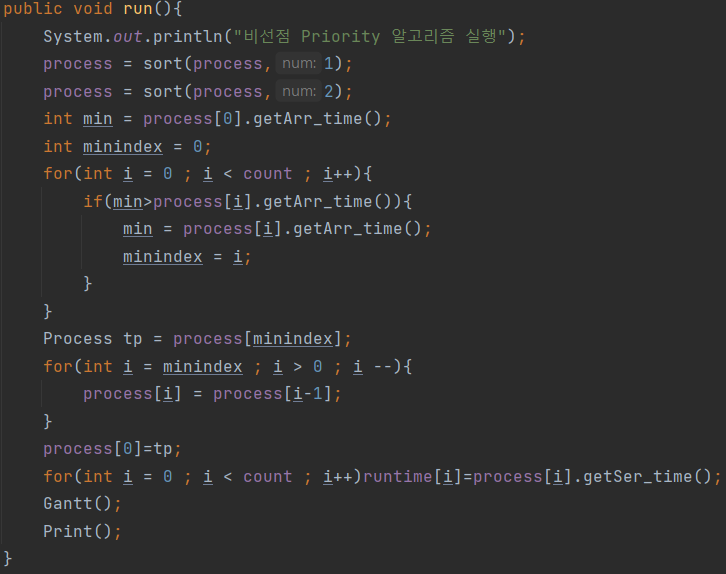 public void run(){
System.out.println("비선점 Priority 알고리즘 실행");
process = sort(process, num: 1);
process = sort(process, num: 2);
int min = process[0].getArr_time();
int minindex = 0;
for(int i = 0 ; i < count ; i++){
if(min>process[i].getArr_time()){
min = process[i].getArr_time();
minindex = i;
}
}
Process tp = process[minindex];
for(int i = minindex ; i > 0 ; i --){
process[i] = process[i-1];
}
process[0]=tp;
for(int i = 0 ; i < count ; i++)runtime[i]=process[i].getSer_time();
Gantt();
Print();
}